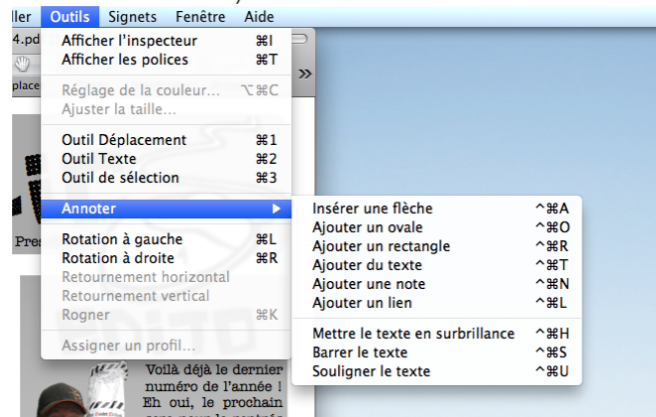 ller Outils Signets Fenêtre Aide
4.pd
place
Afficher l'inspecteur ⌘I
Afficher les polices ⌘T
Réglage de la couleur... ⌥⌘C
Ajuster la taille...
Outil Déplacement ⌘1
Outil Texte ⌘2
Outil de sélection ⌘3
Annoter ▶
Rotation à gauche ⌘L
Rotation à droite ⌘R
Retournement horizontal
Retournement vertical
Rogner ⌘K
Assigner un profil...
Insérer une flèche ^⌘A
Ajouter un ovale ^⌘O
Ajouter un rectangle ^⌘R
Ajouter du texte ^⌘T
Ajouter une note ^⌘N
Ajouter un lien ^⌘L
Mettre le texte en surbrillance ^⌘H
Barrer le texte ^⌘S
Souligner le texte ^⌘U
Pres
EDITO
Voilà déjà le dernier
numéro de l'année !
Eh oui, le prochain